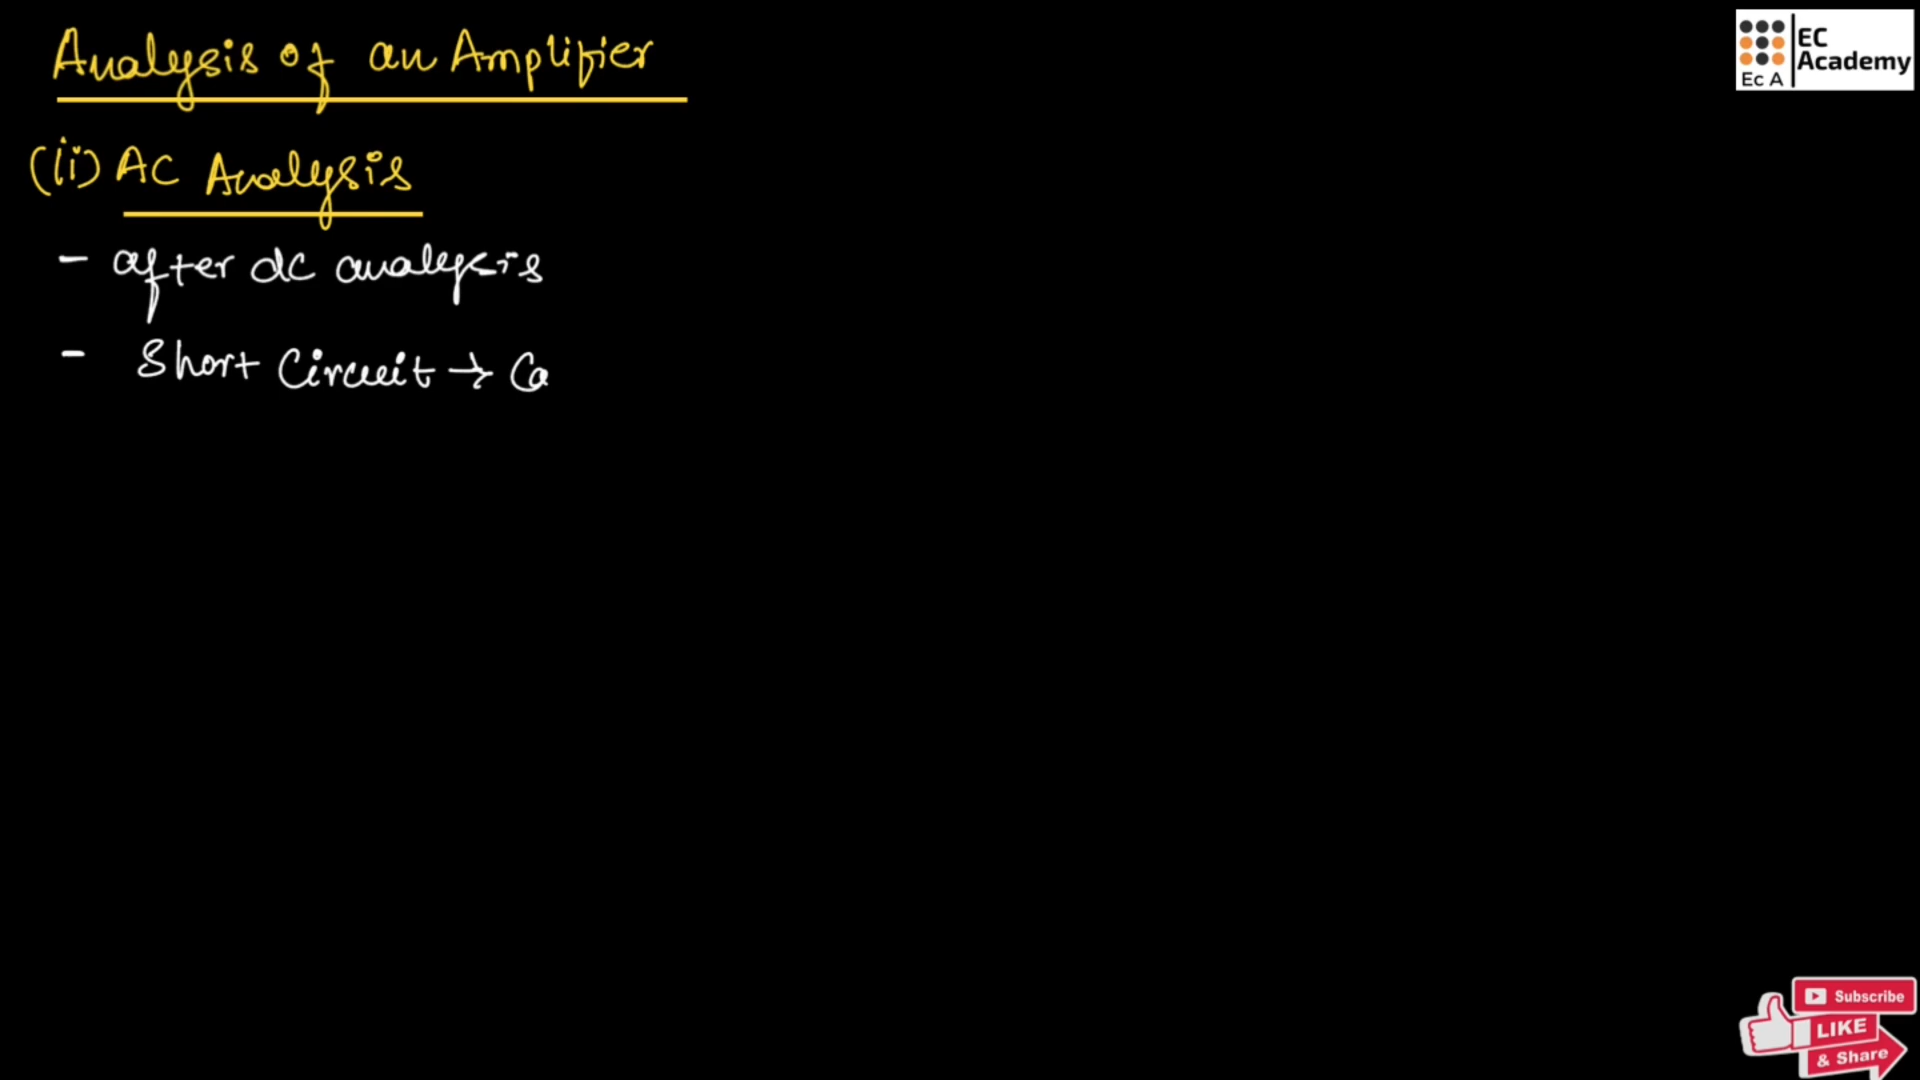 Analysis of an Amplifier
(ii) AC Analysis
- after dc analysis
- Short Circuit → Ca
EC
Academy
Ec A
Subscribe
LIKE
& Share